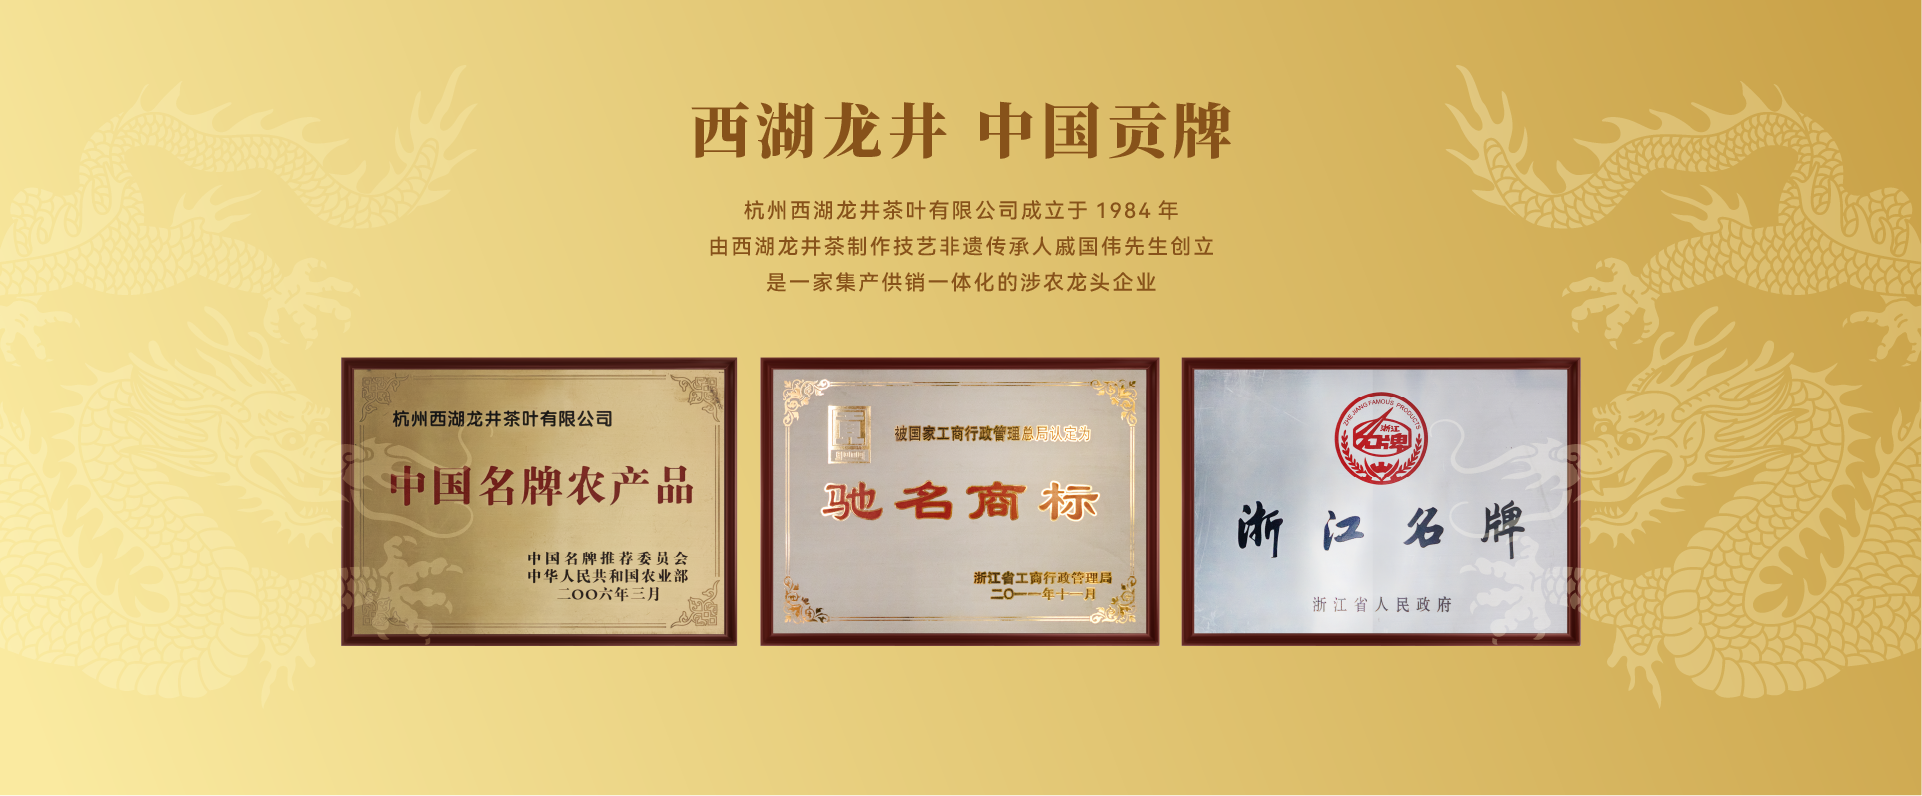 西湖龙井 中国贡牌
杭州西湖龙井茶叶有限公司成立于 1984 年
由西湖龙井茶制作技艺非遗传承人戚国伟先生创立
是一家集产供销一体化的涉农龙头企业
杭州西湖龙井茶叶有限公司
中国名牌农产品
中国名牌推荐委员会
中华人民共和国农业部
二〇〇六年三月
被国家工商行政管理总局认定为
驰名商标
浙江省工商行政管理局
二〇一一年十一月
ZHEJIANG FAMOUS PRODUCTS
浙江
名牌
浙江名牌
浙江省人民政府